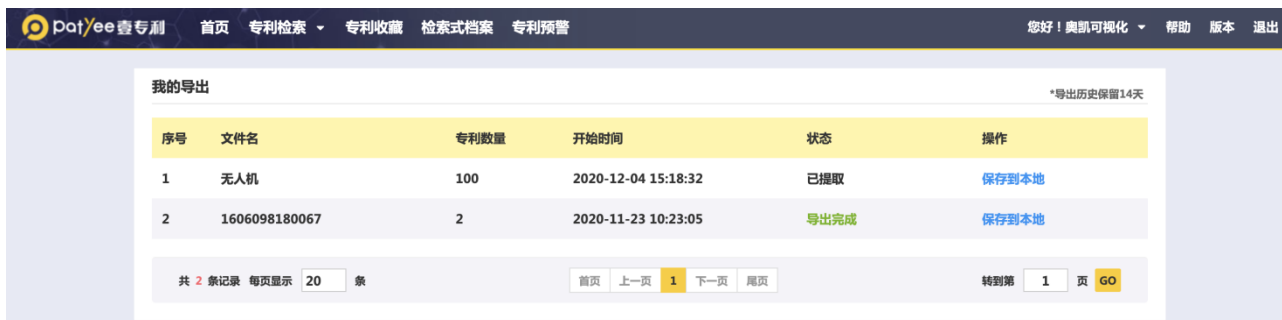 patyee壹专利 首页 专利检索 专利收藏 检索式档案 专利预警 您好！奥凯可视化 帮助 版本 退出
我的导出 *导出历史保留14天
序号 文件名 专利数量 开始时间 状态 操作
1 无人机 100 2020-12-04 15:18:32 已提取 保存到本地
2 1606098180067 2 2020-11-23 10:23:05 导出完成 保存到本地
共 2 条记录 每页显示 20 条 首页 上一页 1 下一页 尾页 转到第 1 页 GO